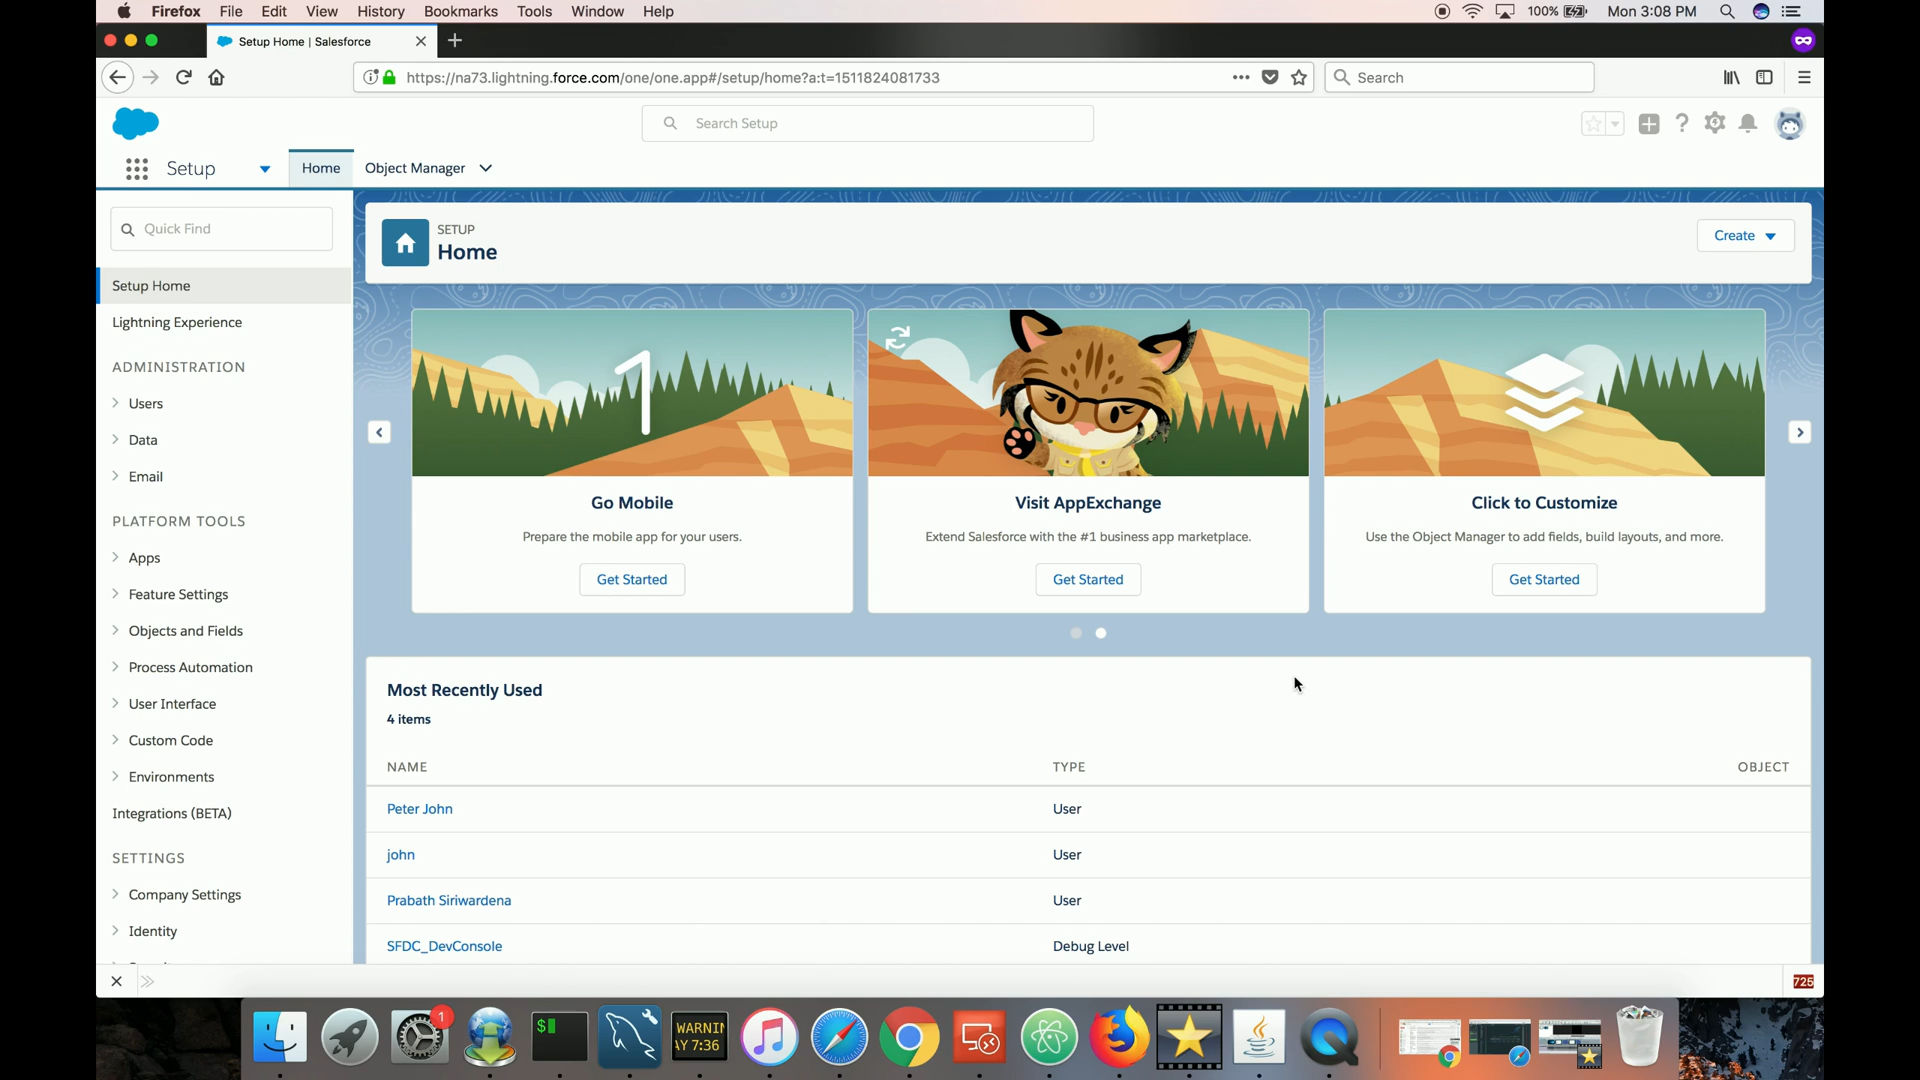 Firefox File Edit View History Bookmarks Tools Window Help 100% Mon 3:08 PM
Setup Home | Salesforce
https://na73.lightning.force.com/one/one.app#/setup/home?a:t=1511824081733
Search
Search Setup
Setup Home Object Manager
Quick Find
Setup Home
Lightning Experience
ADMINISTRATION
Users
Data
Email
PLATFORM TOOLS
Apps
Feature Settings
Objects and Fields
Process Automation
User Interface
Custom Code
Environments
Integrations (BETA)
SETTINGS
Company Settings
Identity
SETUP
Home
Create
1
Go Mobile
Prepare the mobile app for your users.
Get Started
Visit AppExchange
Extend Salesforce with the #1 business app marketplace.
Get Started
Click to Customize
Use the Object Manager to add fields, build layouts, and more.
Get Started
Most Recently Used
4 items
NAME TYPE OBJECT
Peter John User
john User
Prabath Siriwardena User
SFDC_DevConsole Debug Level
725
1
$
WARNIN
AY 7:36